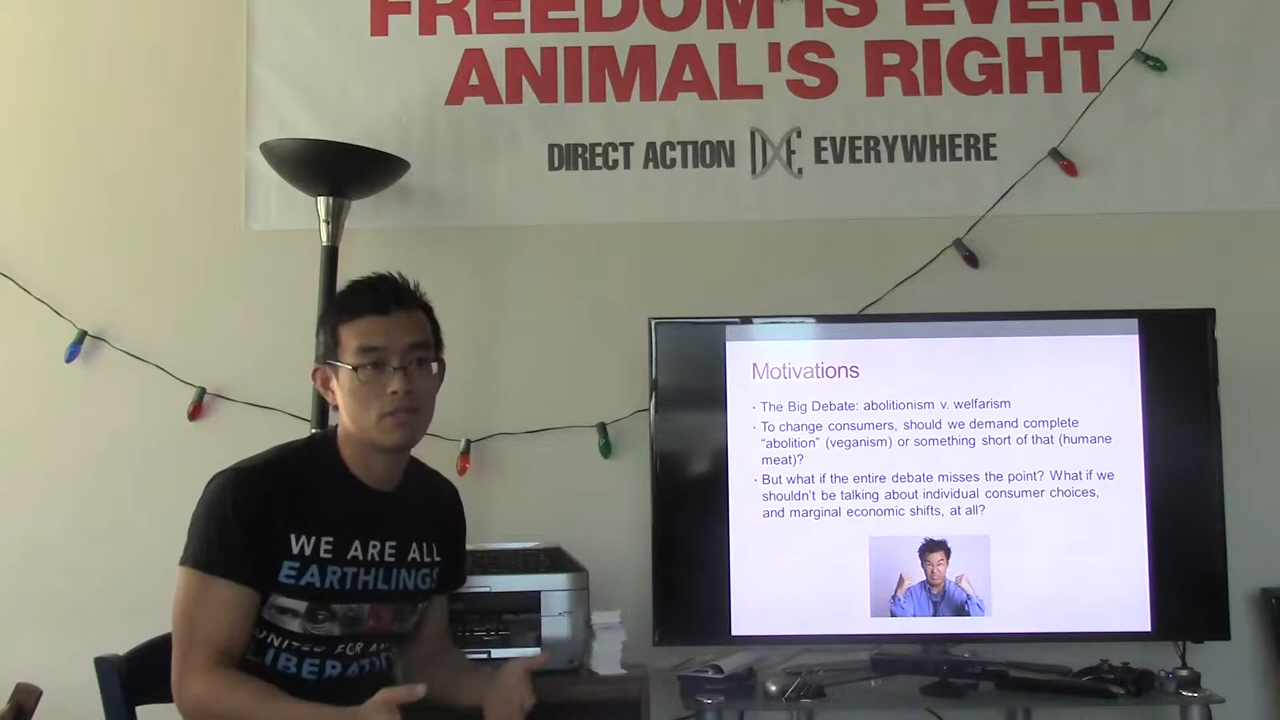 FREEDOM IS EVERY
ANIMAL'S RIGHT
DIRECT ACTION DXE EVERYWHERE
Motivations
· The Big Debate: abolitionism v. welfarism
· To change consumers, should we demand complete
“abolition” (veganism) or something short of that (humane
meat)?
· But what if the entire debate misses the point? What if we
shouldn't be talking about individual consumer choices,
and marginal economic shifts, at all?
WE ARE ALL
EARTHLINGS
UNITED FOR
LIBERATION